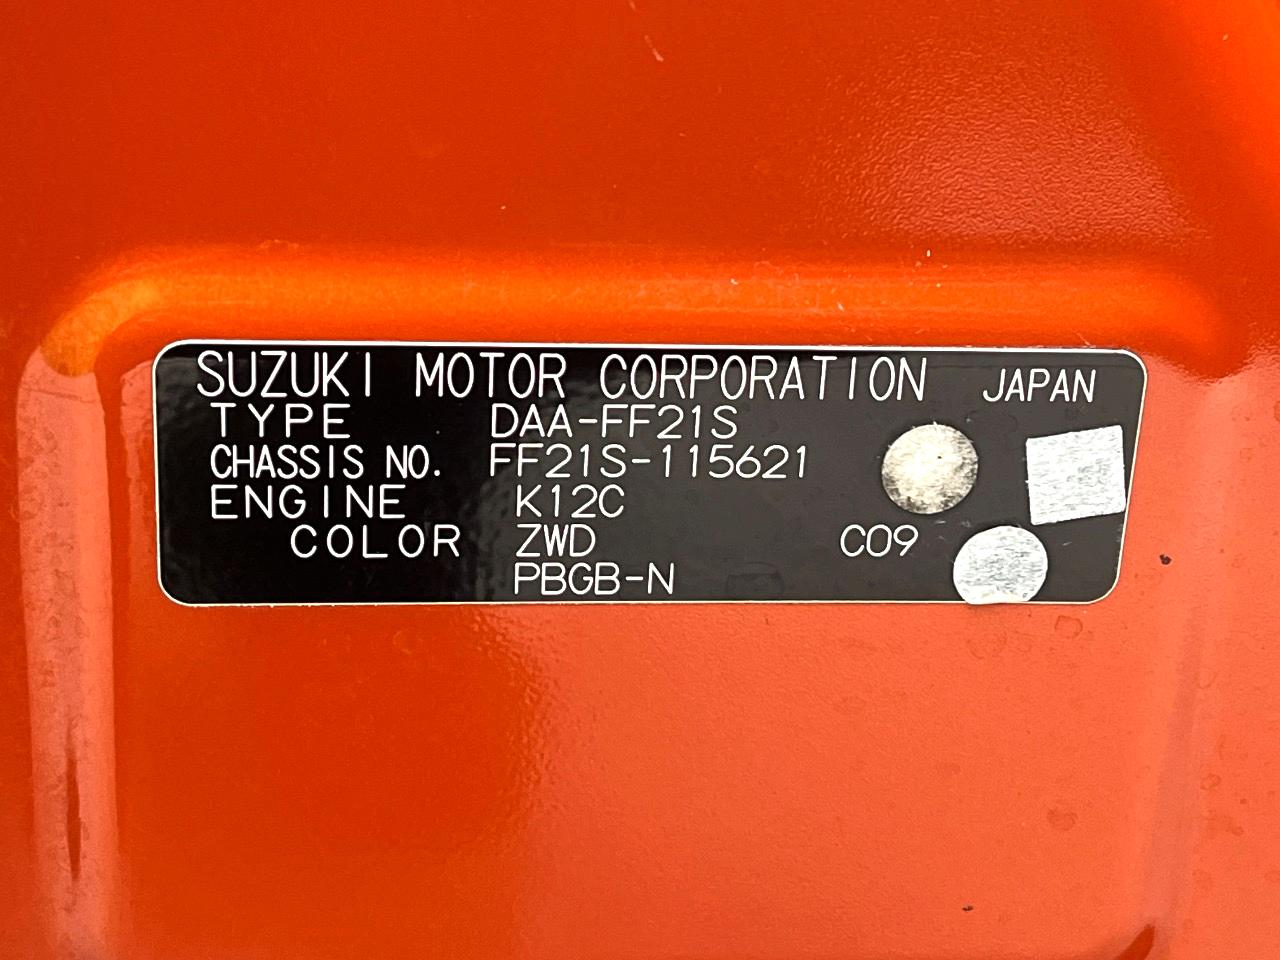 SUZUKI MOTOR CORPORATION JAPAN
TYPE DAA-FF21S
CHASSIS NO. FF21S-115621
ENGINE K12C
COLOR ZWD C09
PBGB-N